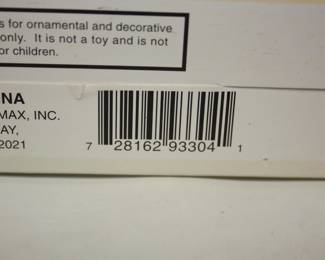 s for ornamental and decorative
only. It is not a toy and is not
or children.
NA
MAX, INC.
AY,
2021
7 28162 93304 1